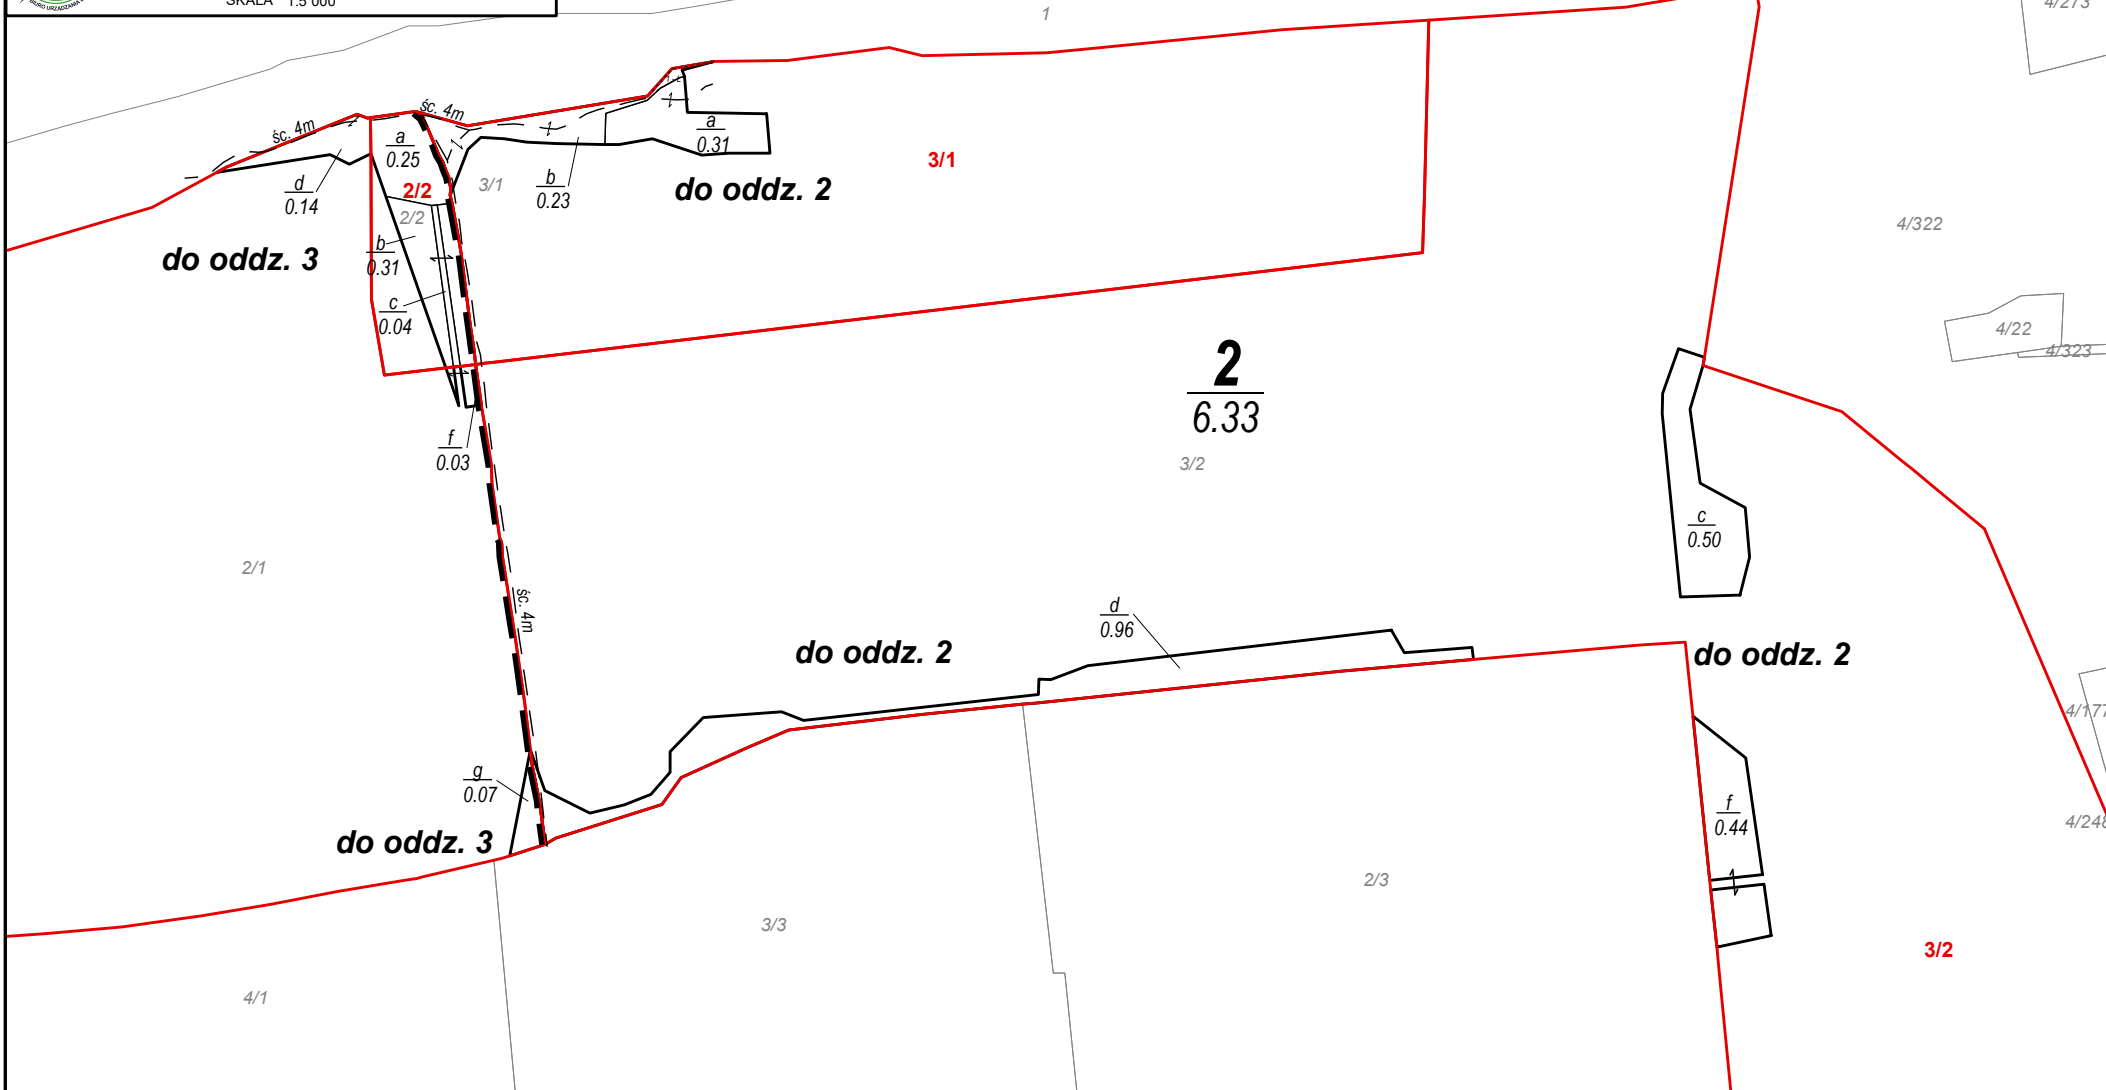 SKALA 1:5 000
BIURO URZĄDZANIA
1
4/273
śc. 4m
śc. 4m
a
0.25
a
0.31
3/1
d
0.14
2/2
3/1
b
0.23
do oddz. 2
2/2
4/322
b
0.31
do oddz. 3
c
0.04
4/22
4/323
2
6.33
f
0.03
3/2
c
0.50
2/1
śc. 4m
d
0.96
do oddz. 2
do oddz. 2
4/177
g
0.07
f
0.44
4/248
do oddz. 3
2/3
3/3
3/2
4/1